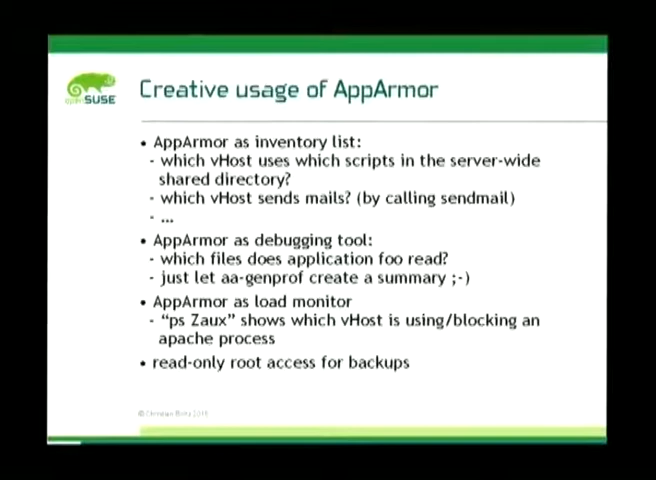 openSUSE
Creative usage of AppArmor
• AppArmor as inventory list:
- which vHost uses which scripts in the server-wide
shared directory?
- which vHost sends mails? (by calling sendmail)
- ...
• AppArmor as debugging tool:
- which files does application foo read?
- just let aa-genprof create a summary ;-)
• AppArmor as load monitor
- “ps Zaux” shows which vHost is using/blocking an
apache process
• read-only root access for backups
©